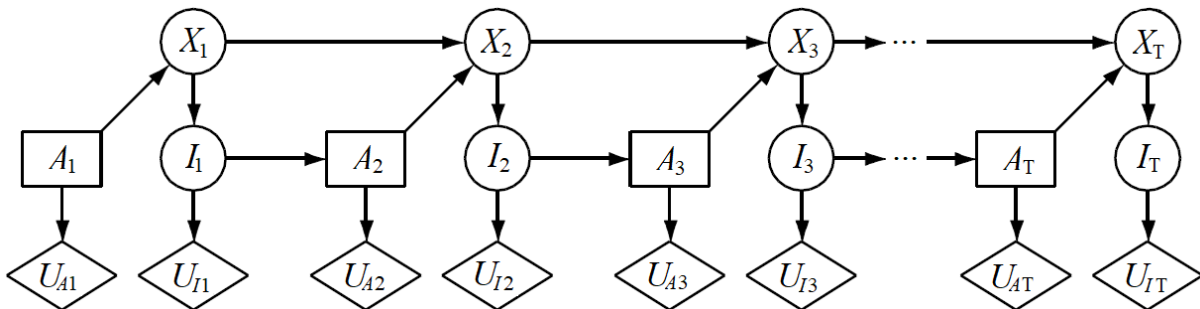 X1 X2 X3 ... XT
A1 I1 A2 I2 A3 I3 ... AT IT
UA1 UI1 UA2 UI2 UA3 UI3 UAT UIT